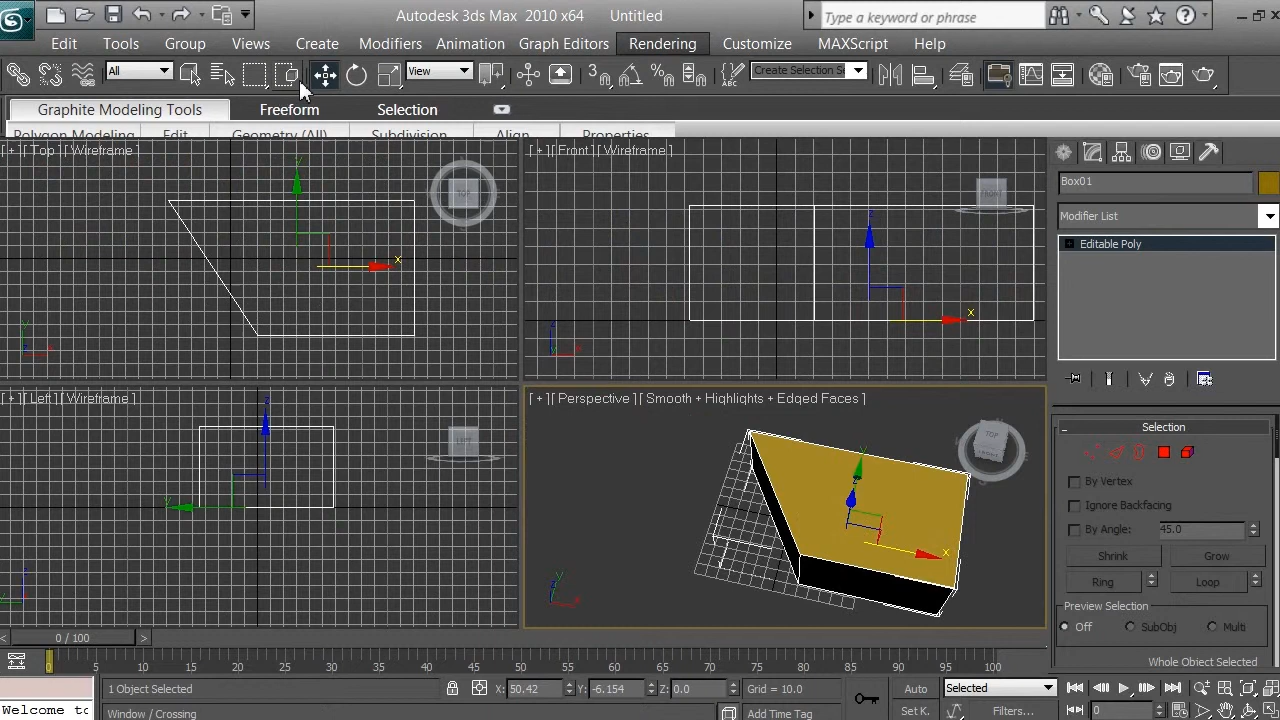 Autodesk 3ds Max 2010 x64 Untitled
Type a keyword or phrase
Edit Tools Group Views Create Modifiers Animation Graph Editors Rendering Customize MAXScript Help
All View Create Selection Se
Graphite Modeling Tools Freeform Selection
Polygon Modeling Edit Geometry (All) Subdivision Align Properties
[ + ] [ Top ] [ Wireframe ] [ + ] [ Front ] [ Wireframe ]
TOP FRONT
Box01
Modifier List
Editable Poly
y x z x
[ + ] [ Left ] [ Wireframe ] [ + ] [ Perspective ] [ Smooth + Highlights + Edged Faces ]
LEFT TOP FRONT
z y y z x
Selection
By Vertex
Ignore Backfacing
By Angle: 45.0
Shrink Grow
Ring Loop
Preview Selection
Off SubObj Multi
Whole Object Selected
< 0 / 100 >
0 5 10 15 20 25 30 35 40 45 50 55 60 65 70 75 80 85 90 95 100
1 Object Selected X: 50.42 Y: -6.154 Z: 0.0 Grid = 10.0 Auto Selected
Welcome to Window / Crossing Add Time Tag Set K. Filters... 0